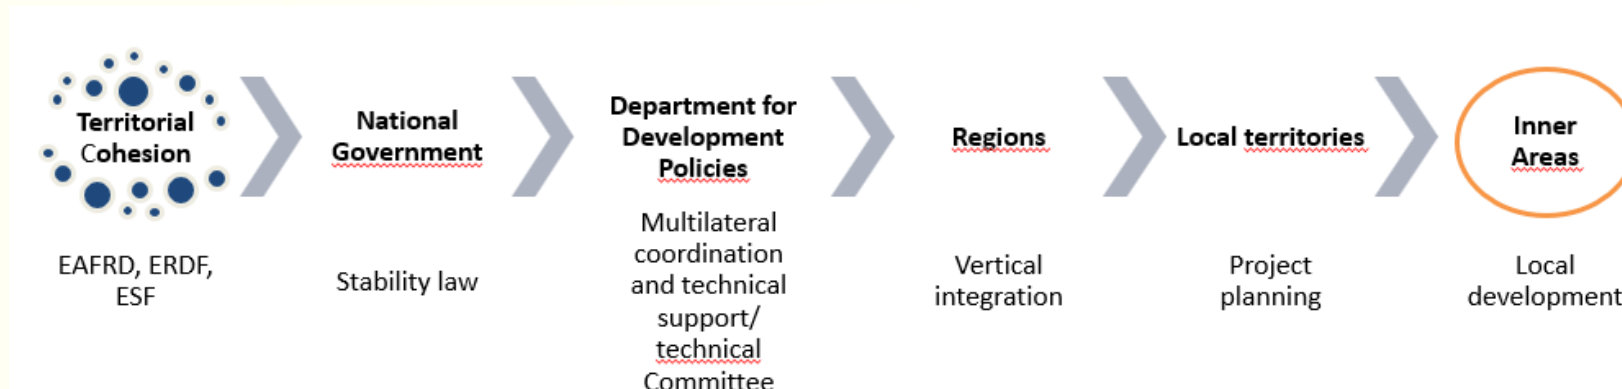 Territorial
Cohesion
EAFRD, ERDF,
ESF
National
Government
Stability law
Department for
Development
Policies
Multilateral
coordination
and technical
support/
technical
Committee
Regions
Vertical
integration
Local territories
Project
planning
Inner
Areas
Local
development